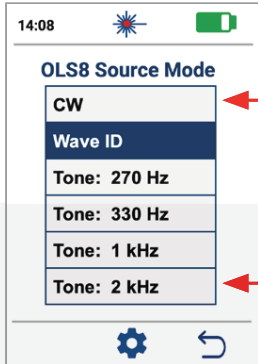 14:08
OLS8 Source Mode
CW
Wave ID
Tone: 270 Hz
Tone: 330 Hz
Tone: 1 kHz
Tone: 2 kHz